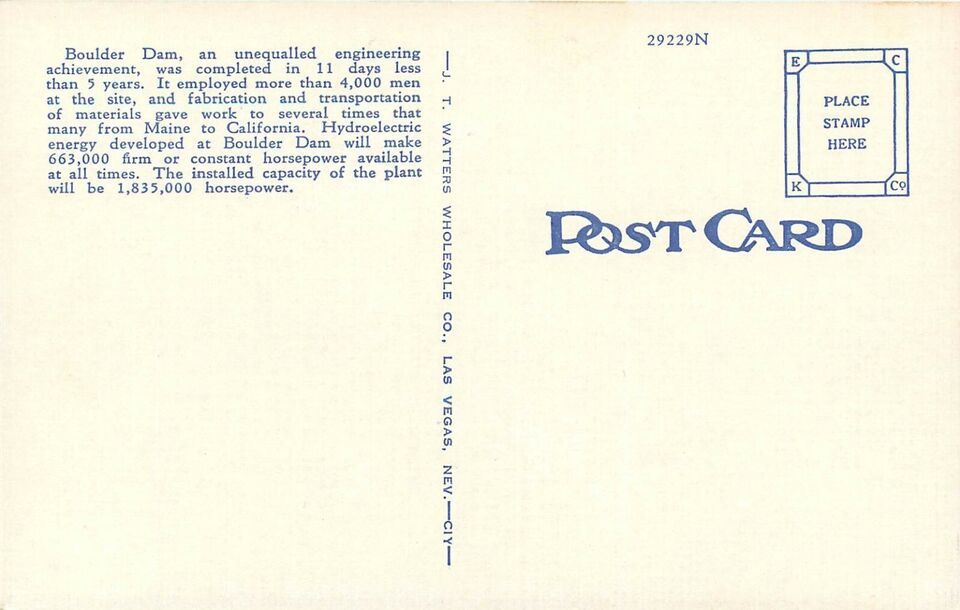 Boulder Dam, an unequalled engineering
achievement, was completed in 11 days less
than 5 years. It employed more than 4,000 men
at the site, and fabrication and transportation
of materials gave work to several times that
many from Maine to California. Hydroelectric
energy developed at Boulder Dam will make
663,000 firm or constant horsepower available
at all times. The installed capacity of the plant
will be 1,835,000 horsepower.
—J. T. WATTERS WHOLESALE CO., LAS VEGAS, NEV.—CIY—
29229N
E C
PLACE
STAMP
HERE
K Co
POST CARD